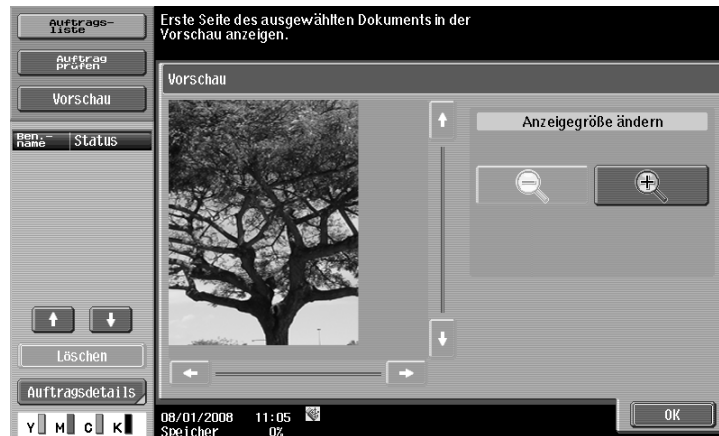 Auftrags-
liste
Auftrag
prüfen
Vorschau
Ben.-
name
Status
Löschen
Auftragsdetails
Y M C K
Erste Seite des ausgewählten Dokuments in der
Vorschau anzeigen.
Vorschau
Anzeigegröße ändern
08/01/2008 11:05
Speicher 0%
OK